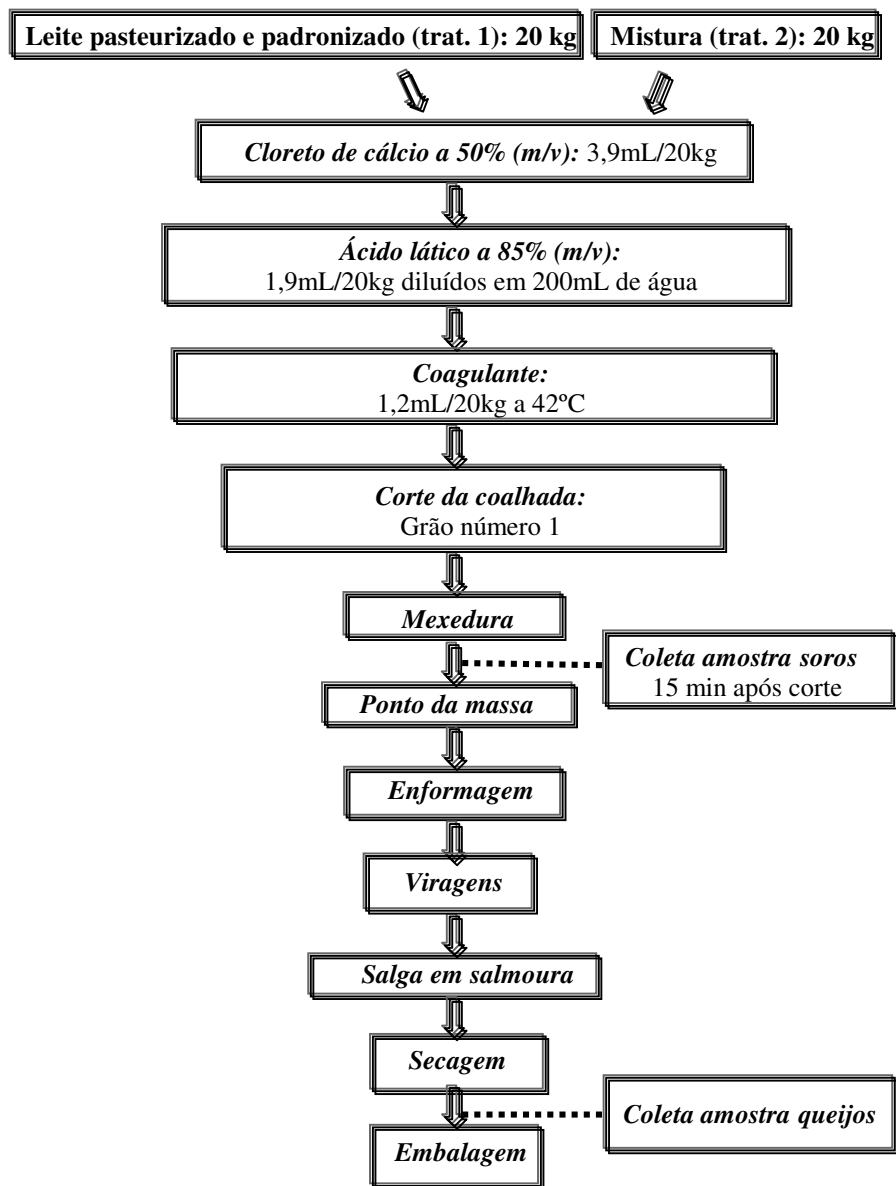 Leite pasteurizado e padronizado (trat. 1): 20 kg
Mistura (trat. 2): 20 kg
Cloreto de cálcio a 50% (m/v): 3,9mL/20kg
Ácido lático a 85% (m/v):
1,9mL/20kg diluídos em 200mL de água
Coagulante:
1,2mL/20kg a 42ºC
Corte da coalhada:
Grão número 1
Mexedura
Coleta amostra soros
15 min após corte
Ponto da massa
Enformagem
Viragens
Salga em salmoura
Secagem
Coleta amostra queijos
Embalagem